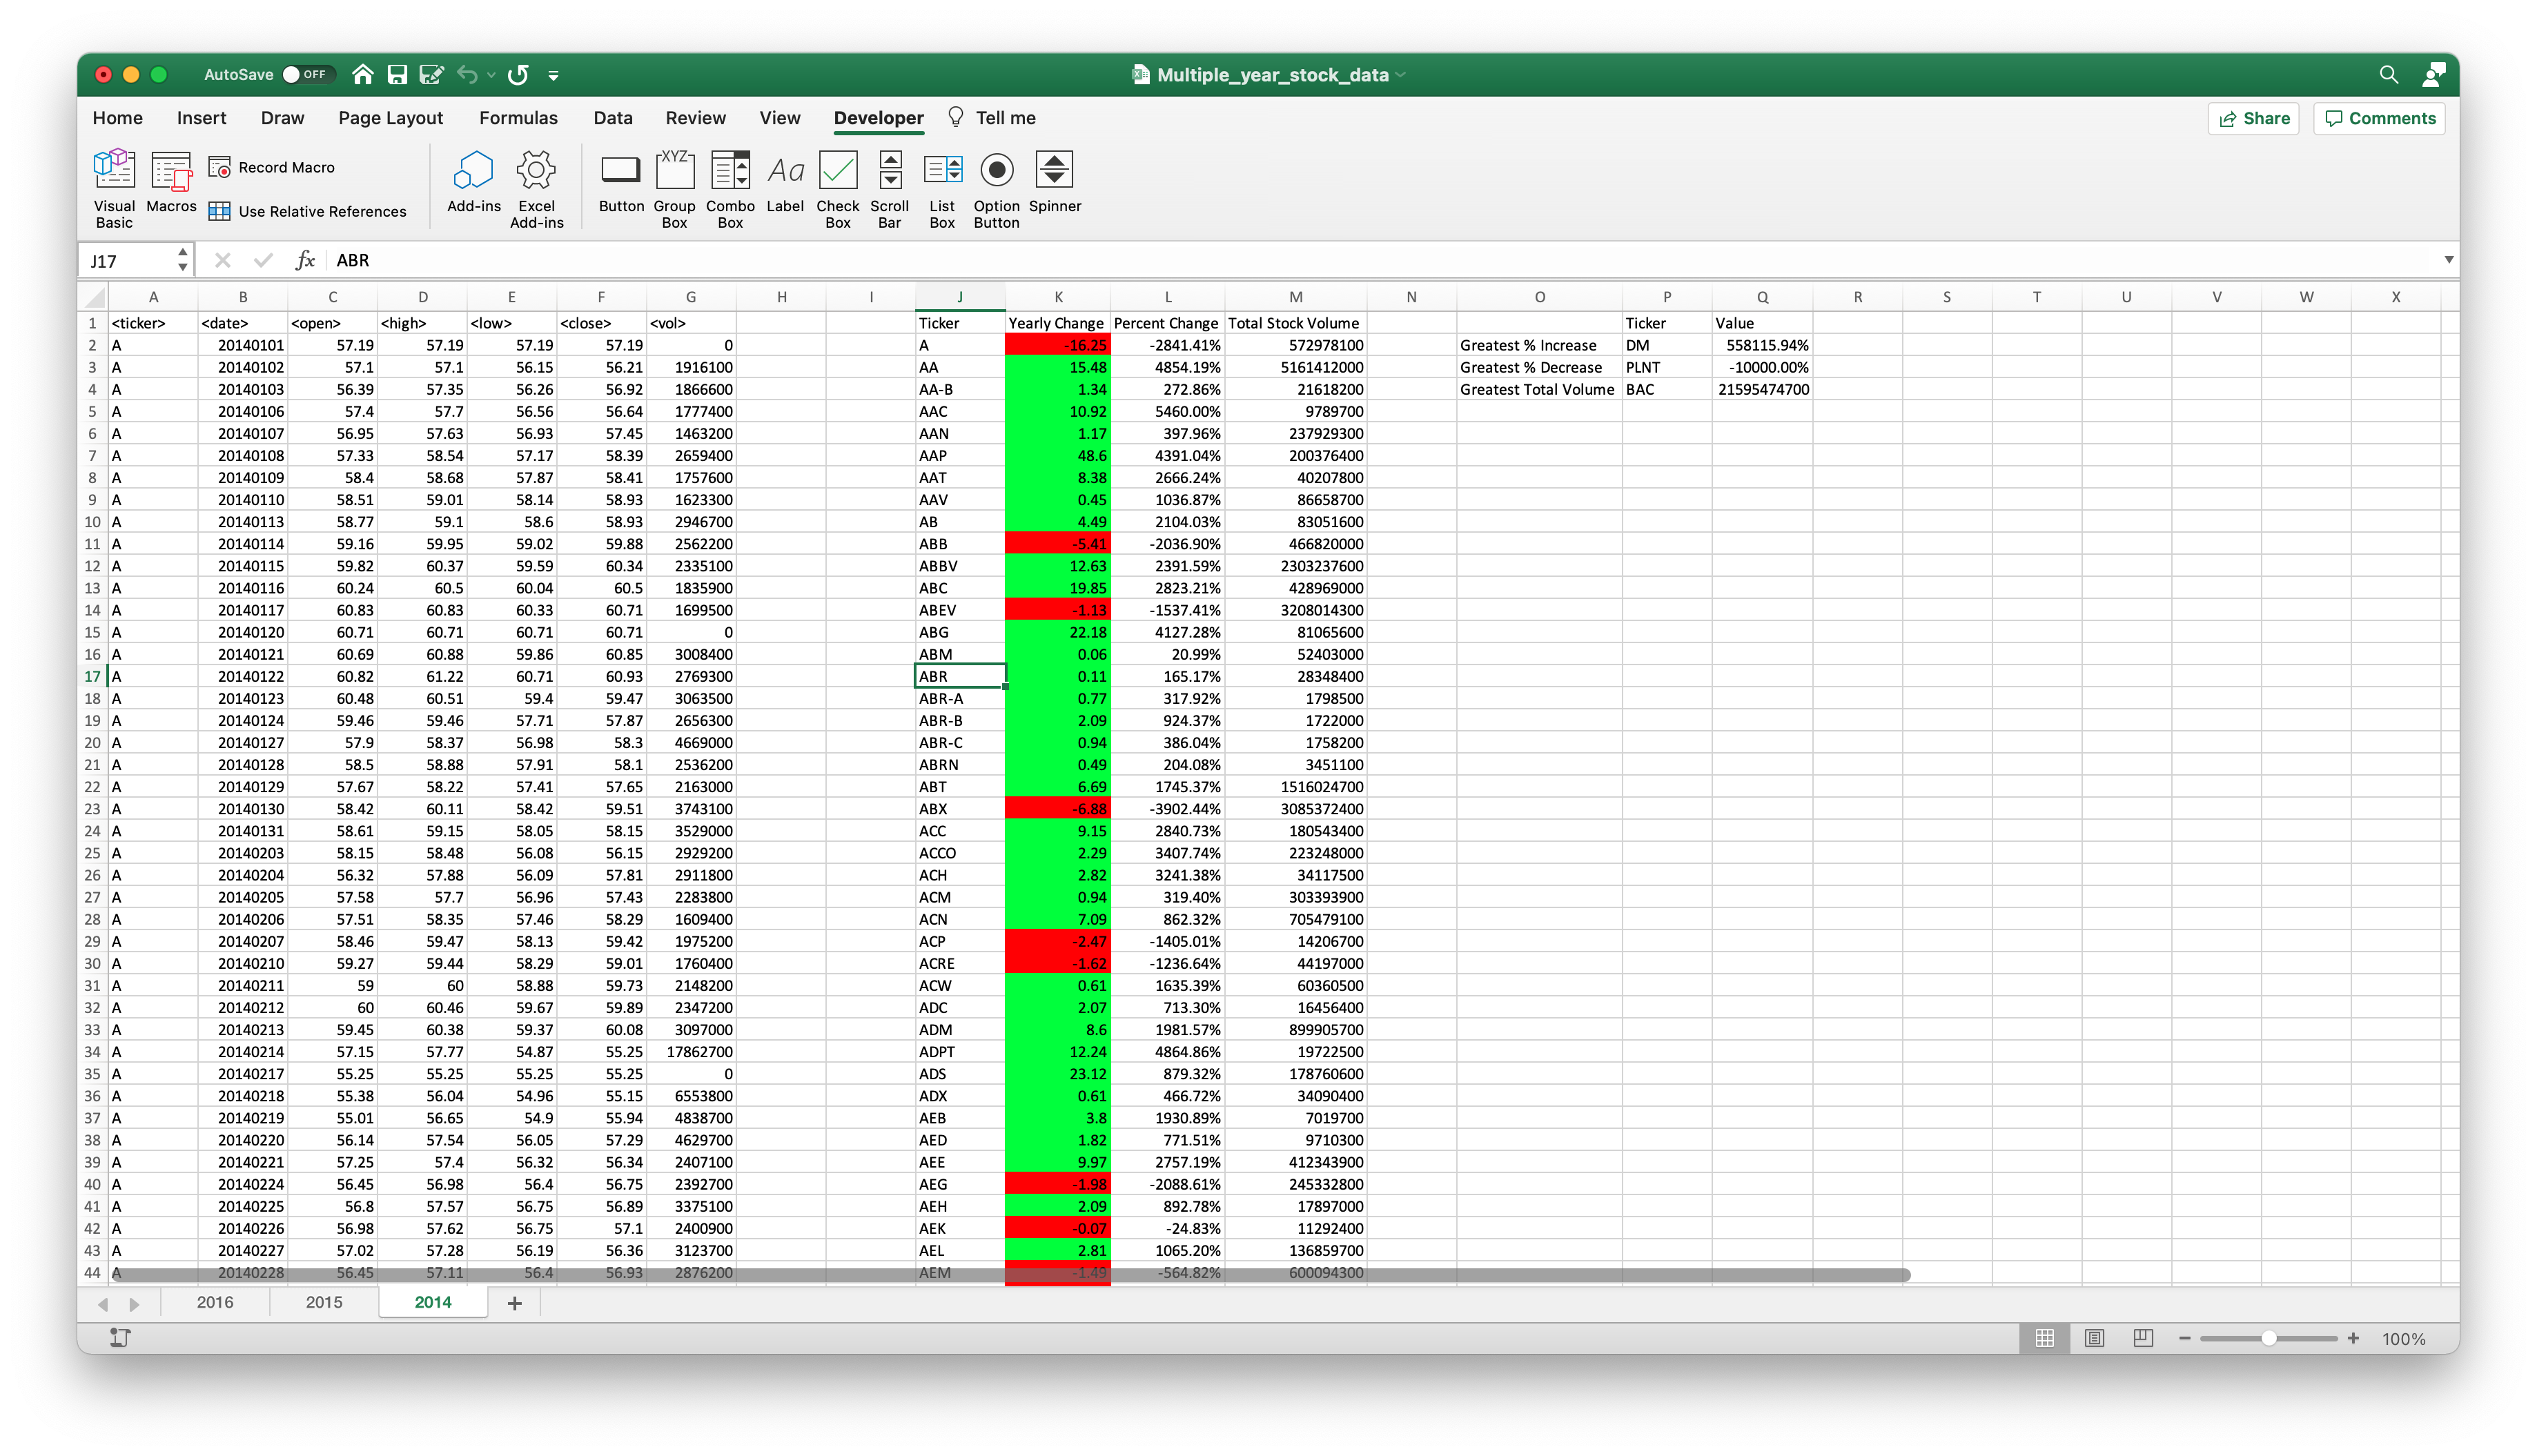 AutoSave OFF Multiple_year_stock_data
Home Insert Draw Page Layout Formulas Data Review View Developer Tell me Share Comments
Visual Basic Macros Record Macro Use Relative References Add-ins Excel Add-ins Button Group Box XYZ Combo Box Aa Label Check Box Scroll Bar List Box Option Button Spinner
J17 fx ABR
A B C D E F G H I J K L M N O P Q R S T U V W X
1 <ticker> <date> <open> <high> <low> <close> <vol> Ticker Yearly Change Percent Change Total Stock Volume Ticker Value
2 A 20140101 57.19 57.19 57.19 57.19 0 A -16.25 -2841.41% 572978100 Greatest % Increase DM 558115.94%
3 A 20140102 57.1 57.1 56.15 56.21 1916100 AA 15.48 4854.19% 5161412000 Greatest % Decrease PLNT -10000.00%
4 A 20140103 56.39 57.35 56.26 56.92 1866600 AA-B 1.34 272.86% 21618200 Greatest Total Volume BAC 21595474700
5 A 20140106 57.4 57.7 56.56 56.64 1777400 AAC 10.92 5460.00% 9789700
6 A 20140107 56.95 57.63 56.93 57.45 1463200 AAN 1.17 397.96% 237929300
7 A 20140108 57.33 58.54 57.17 58.39 2659400 AAP 48.6 4391.04% 200376400
8 A 20140109 58.4 58.68 57.87 58.41 1757600 AAT 8.38 2666.24% 40207800
9 A 20140110 58.51 59.01 58.14 58.93 1623300 AAV 0.45 1036.87% 86658700
10 A 20140113 58.77 59.1 58.6 58.93 2946700 AB 4.49 2104.03% 83051600
11 A 20140114 59.16 59.95 59.02 59.88 2562200 ABB -5.41 -2036.90% 466820000
12 A 20140115 59.82 60.37 59.59 60.34 2335100 ABBV 12.63 2391.59% 2303237600
13 A 20140116 60.24 60.5 60.04 60.5 1835900 ABC 19.85 2823.21% 428969000
14 A 20140117 60.83 60.83 60.33 60.71 1699500 ABEV -1.13 -1537.41% 3208014300
15 A 20140120 60.71 60.71 60.71 60.71 0 ABG 22.18 4127.28% 81065600
16 A 20140121 60.69 60.88 59.86 60.85 3008400 ABM 0.06 20.99% 52403000
17 A 20140122 60.82 61.22 60.71 60.93 2769300 ABR 0.11 165.17% 28348400
18 A 20140123 60.48 60.51 59.4 59.47 3063500 ABR-A 0.77 317.92% 1798500
19 A 20140124 59.46 59.46 57.71 57.87 2656300 ABR-B 2.09 924.37% 1722000
20 A 20140127 57.9 58.37 56.98 58.3 4669000 ABR-C 0.94 386.04% 1758200
21 A 20140128 58.5 58.88 57.91 58.1 2536200 ABRN 0.49 204.08% 3451100
22 A 20140129 57.67 58.22 57.41 57.65 2163000 ABT 6.69 1745.37% 1516024700
23 A 20140130 58.42 60.11 58.42 59.51 3743100 ABX -6.88 -3902.44% 3085372400
24 A 20140131 58.61 59.15 58.05 58.15 3529000 ACC 9.15 2840.73% 180543400
25 A 20140203 58.15 58.48 56.08 56.15 2929200 ACCO 2.29 3407.74% 223248000
26 A 20140204 56.32 57.88 56.09 57.81 2911800 ACH 2.82 3241.38% 34117500
27 A 20140205 57.58 57.7 56.96 57.43 2283800 ACM 0.94 319.40% 303393900
28 A 20140206 57.51 58.35 57.46 58.29 1609400 ACN 7.09 862.32% 705479100
29 A 20140207 58.46 59.47 58.13 59.42 1975200 ACP -2.47 -1405.01% 14206700
30 A 20140210 59.27 59.44 58.29 59.01 1760400 ACRE -1.62 -1236.64% 44197000
31 A 20140211 59 60 58.88 59.73 2148200 ACW 0.61 1635.39% 60360500
32 A 20140212 60 60.46 59.67 59.89 2347200 ADC 2.07 713.30% 16456400
33 A 20140213 59.45 60.38 59.37 60.08 3097000 ADM 8.6 1981.57% 899905700
34 A 20140214 57.15 57.77 54.87 55.25 17862700 ADPT 12.24 4864.86% 19722500
35 A 20140217 55.25 55.25 55.25 55.25 0 ADS 23.12 879.32% 178760600
36 A 20140218 55.38 56.04 54.96 55.15 6553800 ADX 0.61 466.72% 34090400
37 A 20140219 55.01 56.65 54.9 55.94 4838700 AEB 3.8 1930.89% 7019700
38 A 20140220 56.14 57.54 56.05 57.29 4629700 AED 1.82 771.51% 9710300
39 A 20140221 57.25 57.4 56.32 56.34 2407100 AEE 9.97 2757.19% 412343900
40 A 20140224 56.45 56.98 56.4 56.75 2392700 AEG -1.98 -2088.61% 245332800
41 A 20140225 56.8 57.57 56.75 56.89 3375100 AEH 2.09 892.78% 17897000
42 A 20140226 56.98 57.62 56.75 57.1 2400900 AEK -0.07 -24.83% 11292400
43 A 20140227 57.02 57.28 56.19 56.36 3123700 AEL 2.81 1065.20% 136859700
44 A 20140228 56.45 57.11 56.4 56.93 2876200 AEM -1.49 -564.82% 600094300
2016 2015 2014 +
100%